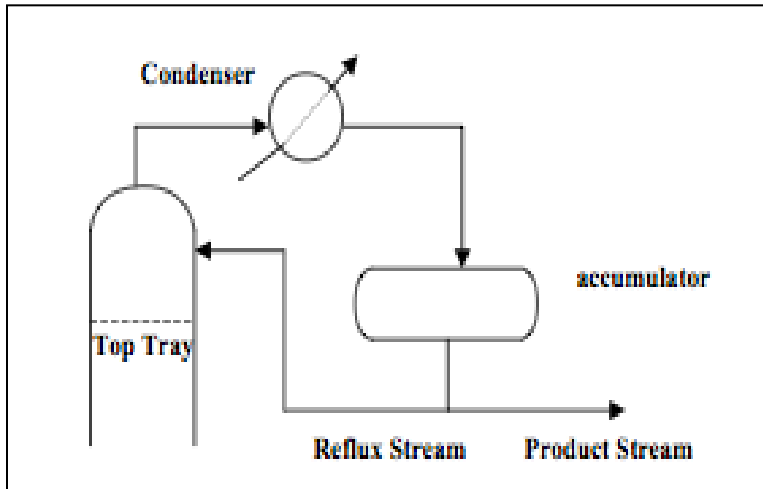 Condenser
accumulator
Top Tray
Reflux Stream
Product Stream